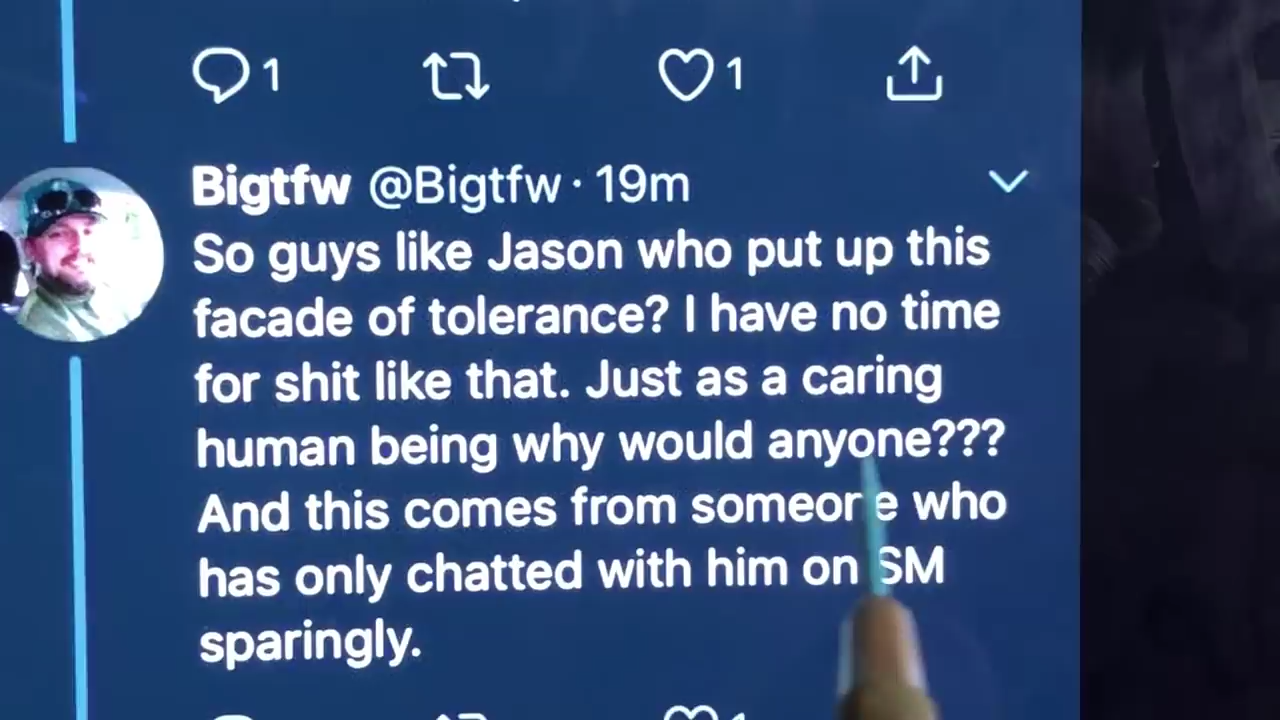 1 1
Bigtfw @Bigtfw · 19m
So guys like Jason who put up this
facade of tolerance? I have no time
for shit like that. Just as a caring
human being why would anyone???
And this comes from someone who
has only chatted with him on SM
sparingly.
1